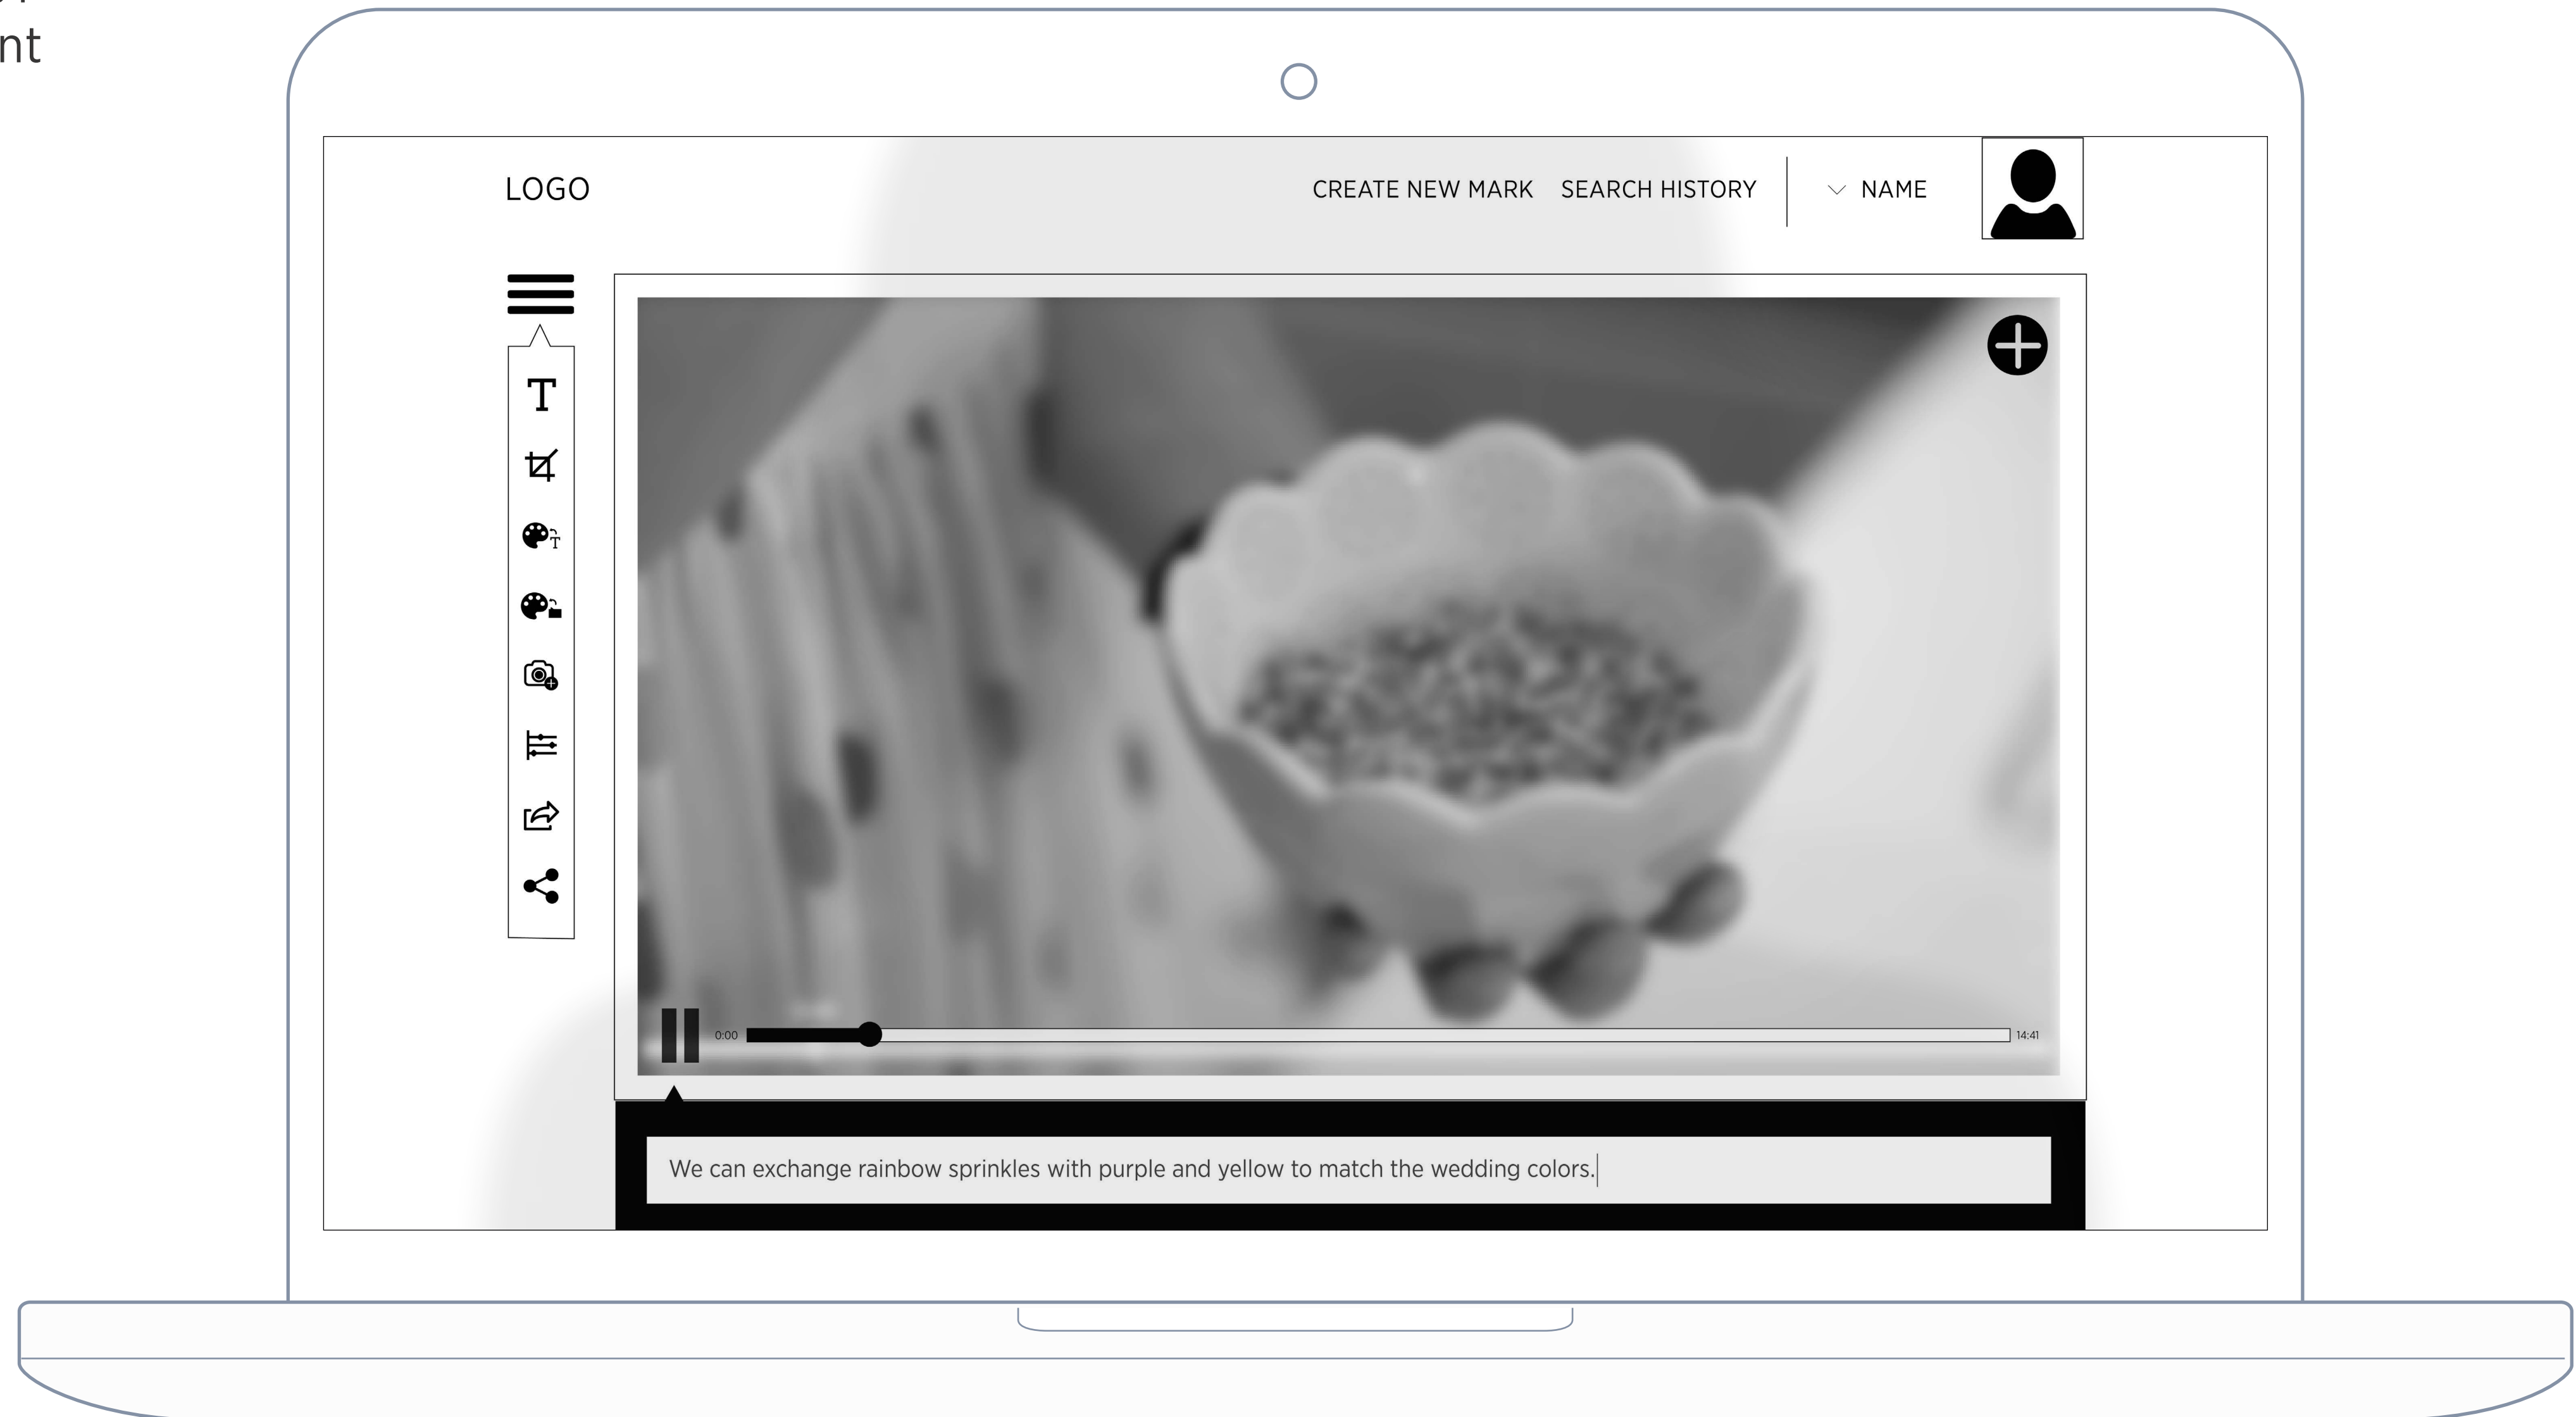 nt
LOGO
CREATE NEW MARK SEARCH HISTORY NAME
T
T
0:00 14:41
We can exchange rainbow sprinkles with purple and yellow to match the wedding colors.